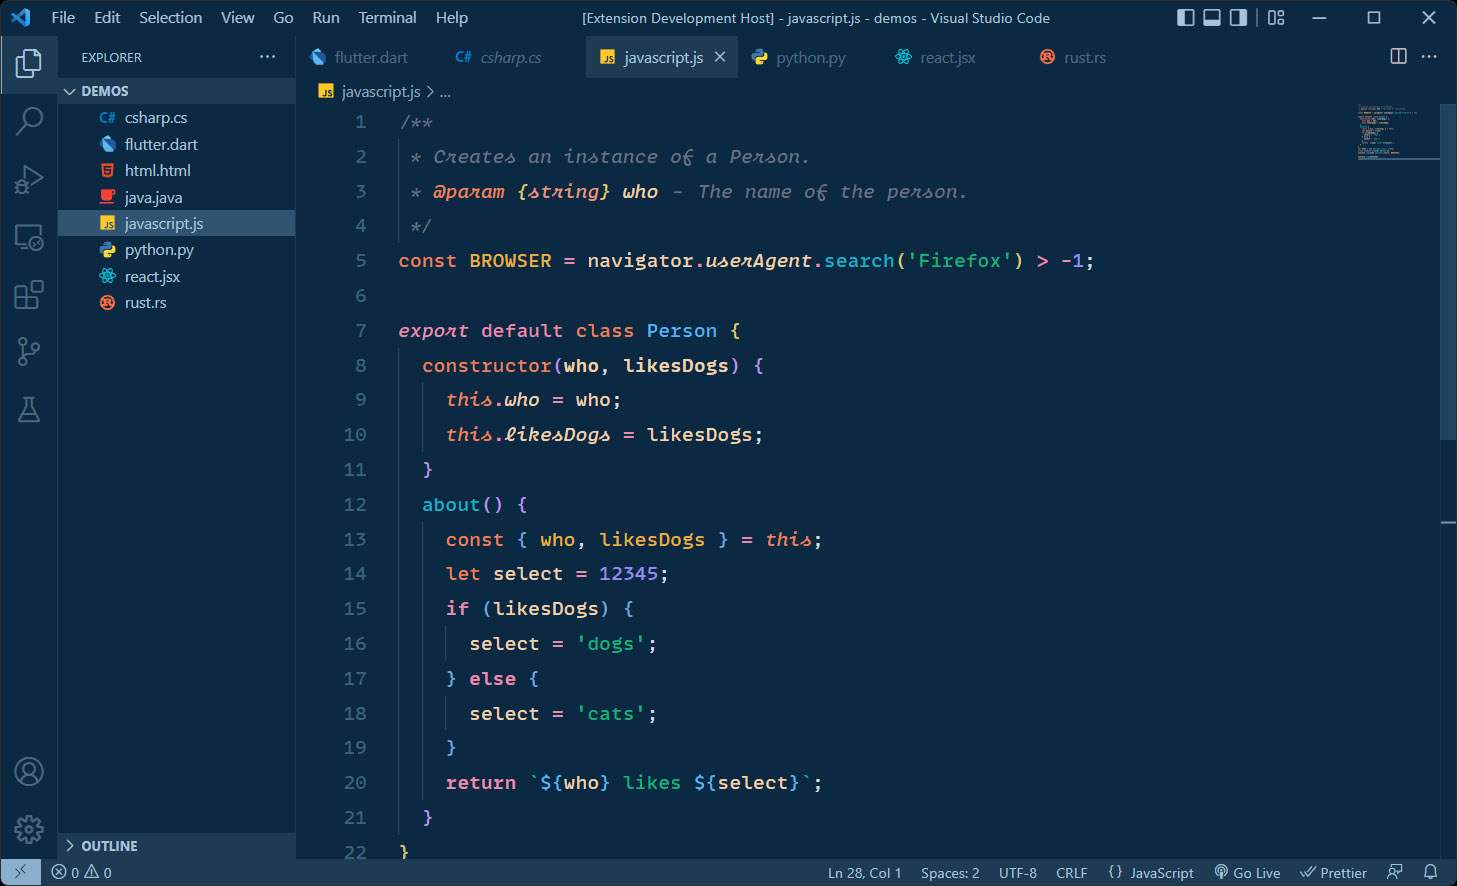 File Edit Selection View Go Run Terminal Help [Extension Development Host] - javascript.js - demos - Visual Studio Code
EXPLORER ...
flutter.dart C# csharp.cs JS javascript.js python.py react.jsx rust.rs ...
DEMOS
C# csharp.cs
flutter.dart
html.html
java.java
JS javascript.js
python.py
react.jsx
rust.rs
OUTLINE
JS javascript.js > ...
1 /**
2 * Creates an instance of a Person.
3 * @param {string} who - The name of the person.
4 */
5 const BROWSER = navigator.userAgent.search('Firefox') > -1;
6
7 export default class Person {
8 constructor(who, likesDogs) {
9 this.who = who;
10 this.likesDogs = likesDogs;
11 }
12 about() {
13 const { who, likesDogs } = this;
14 let select = 12345;
15 if (likesDogs) {
16 select = 'dogs';
17 } else {
18 select = 'cats';
19 }
20 return `${who} likes ${select}`;
21 }
22 }
0 0 Ln 28, Col 1 Spaces: 2 UTF-8 CRLF {} JavaScript Go Live Prettier